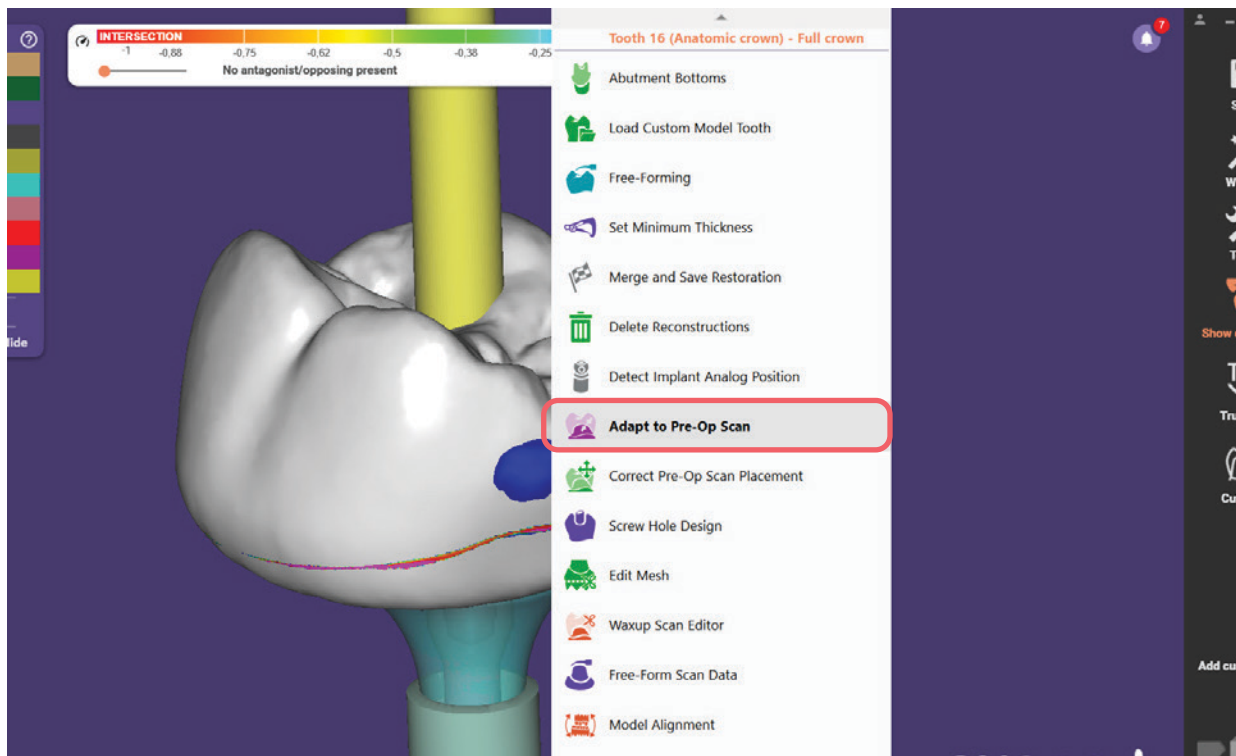 7
INTERSECTION
-1 -0,88 -0,75 -0,62 -0,5 -0,38 -0,25
No antagonist/opposing present
Tooth 16 (Anatomic crown) - Full crown
Abutment Bottoms
Load Custom Model Tooth
Free-Forming
Set Minimum Thickness
Merge and Save Restoration
Delete Reconstructions
Detect Implant Analog Position
Adapt to Pre-Op Scan
Correct Pre-Op Scan Placement
Screw Hole Design
Edit Mesh
Waxup Scan Editor
Free-Form Scan Data
Model Alignment
Show
Add cu